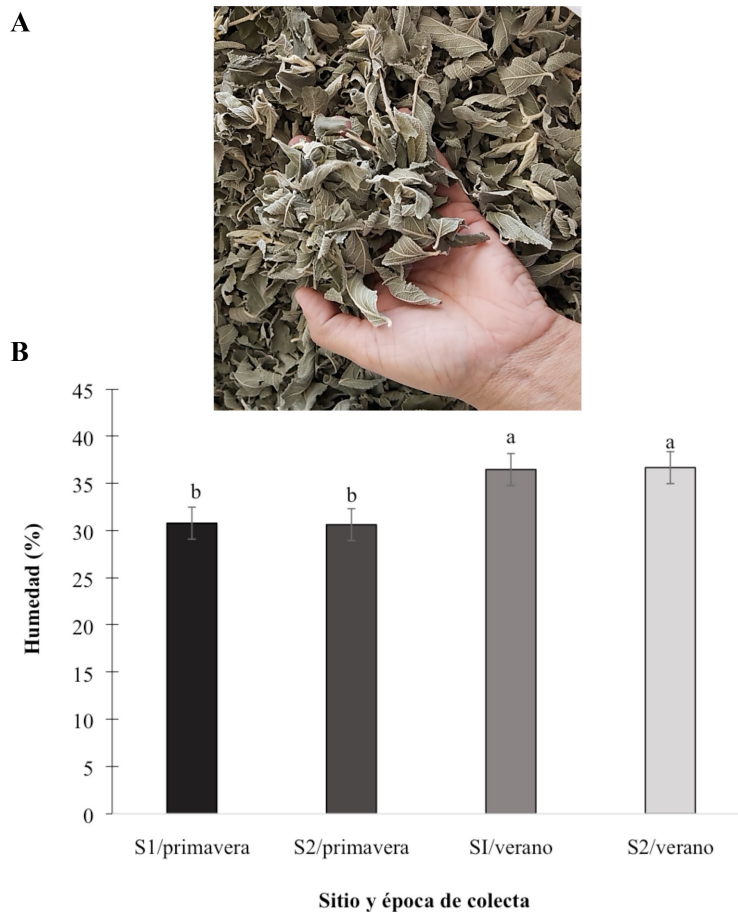 A
B
45
40
35
30
25
20
15
10
5
0
Humedad (%)
b
b
a
a
S1/primavera
S2/primavera
SI/verano
S2/verano
Sitio y época de colecta